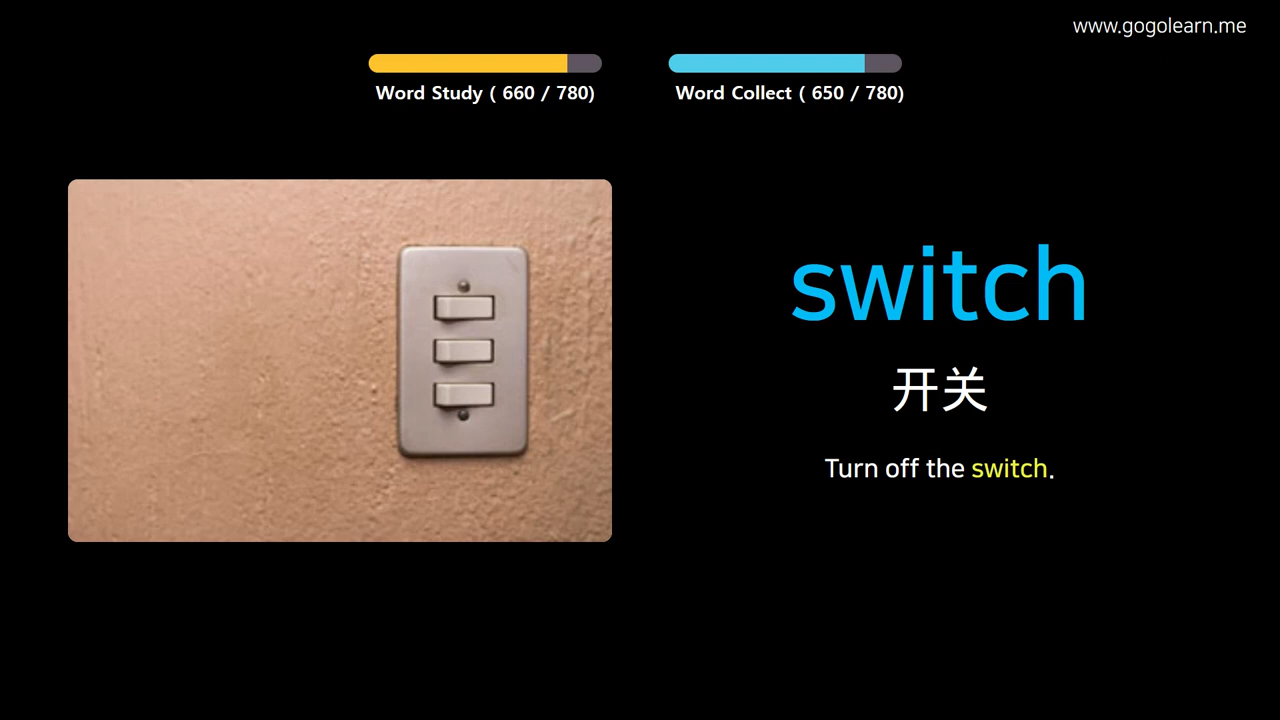 www.gogolearn.me
Word Study ( 660 / 780)
Word Collect ( 650 / 780)
switch
开关
Turn off the switch.